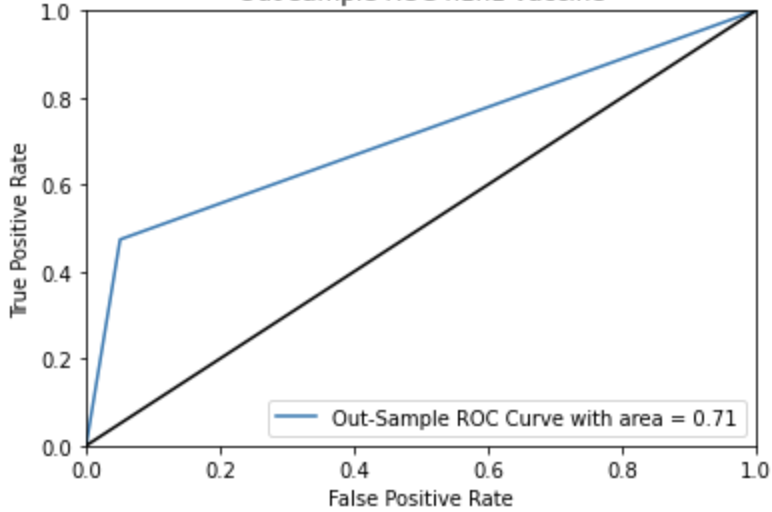 1.0
0.8
0.6
0.4
0.2
0.0
True Positive Rate
Out-Sample ROC Curve with area = 0.71
0.0 0.2 0.4 0.6 0.8 1.0
False Positive Rate